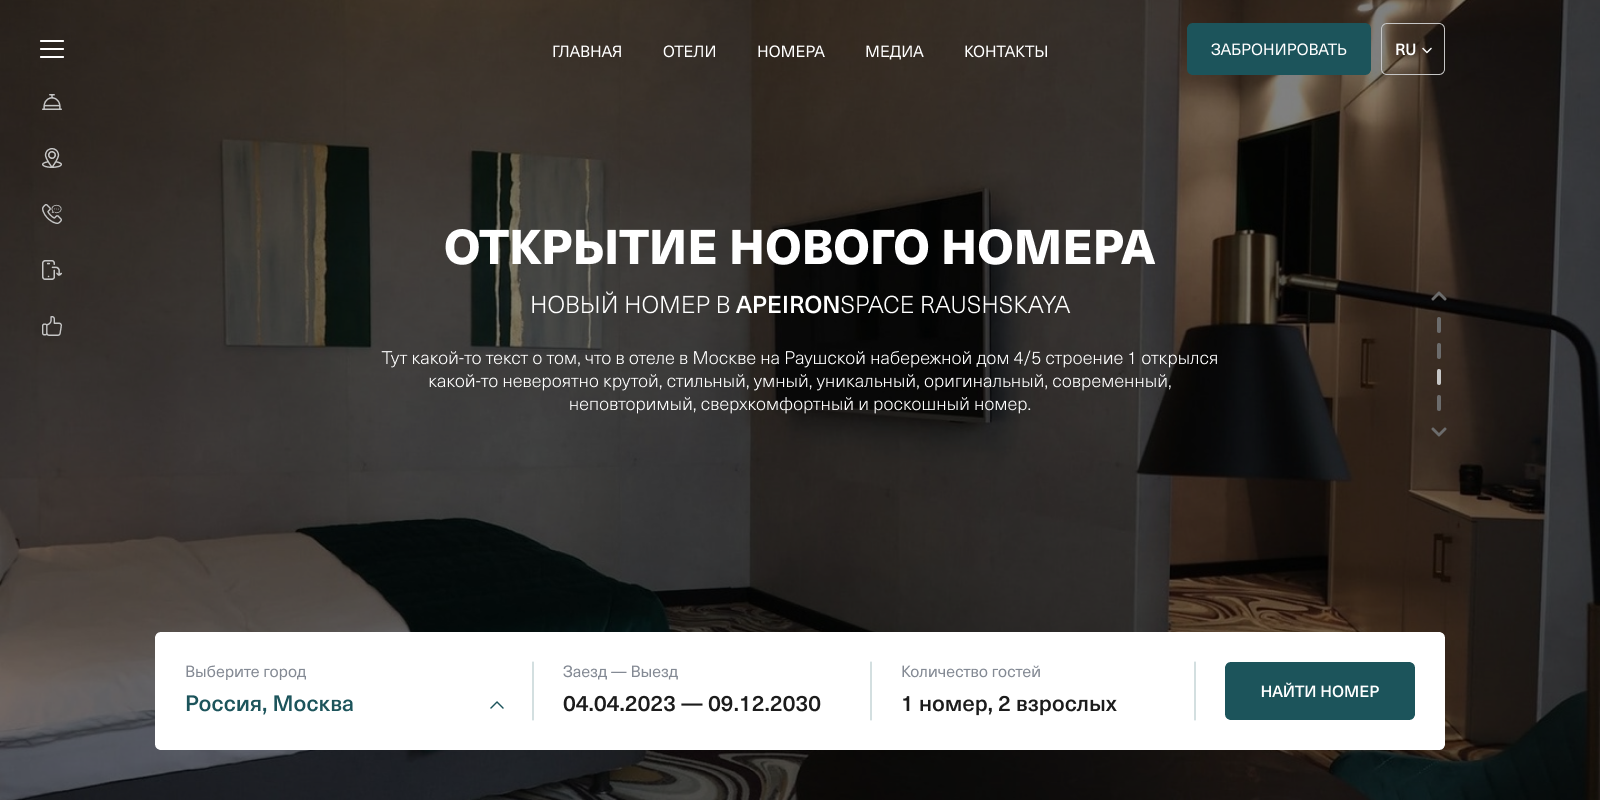 ГЛАВНАЯ ОТЕЛИ НОМЕРА МЕДИА КОНТАКТЫ ЗАБРОНИРОВАТЬ RU
ОТКРЫТИЕ НОВОГО НОМЕРА
НОВЫЙ НОМЕР В APEIRONSPACE RAUSHSKAYA
Тут какой-то текст о том, что в отеле в Москве на Раушской набережной дом 4/5 строение 1 открылся
какой-то невероятно крутой, стильный, умный, уникальный, оригинальный, современный,
неповторимый, сверхкомфортный и роскошный номер.
Выберите город
Россия, Москва
Заезд — Выезд
04.04.2023 — 09.12.2030
Количество гостей
1 номер, 2 взрослых
НАЙТИ НОМЕР